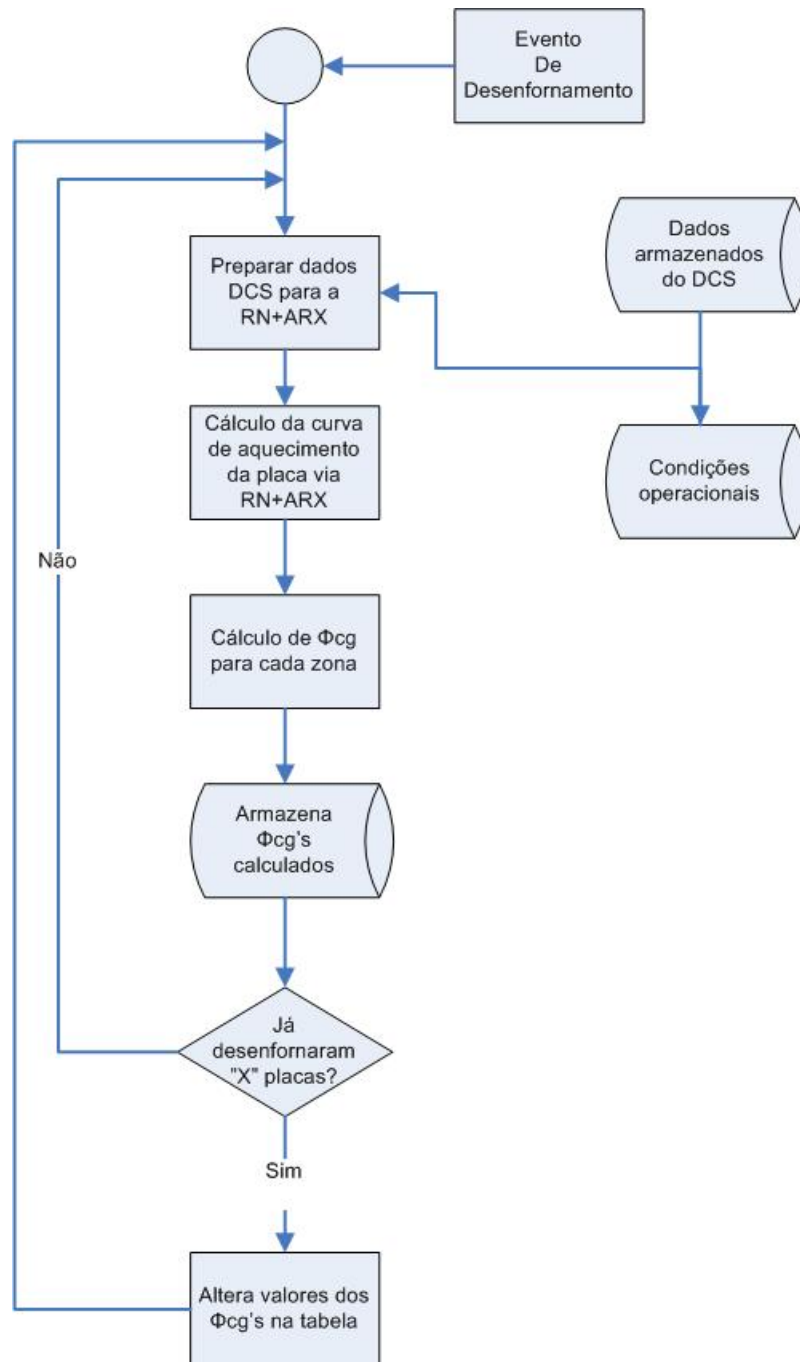 Evento
De
Desenfornamento
Dados
armazenados
do DCS
Preparar dados
DCS para a
RN+ARX
Cálculo da curva
de aquecimento
da placa via
RN+ARX
Condições
operacionais
Não
Cálculo de Φcg
para cada zona
Armazena
Φcg's
calculados
Já
desenfornaram
"X" placas?
Sim
Altera valores dos
Φcg's na tabela